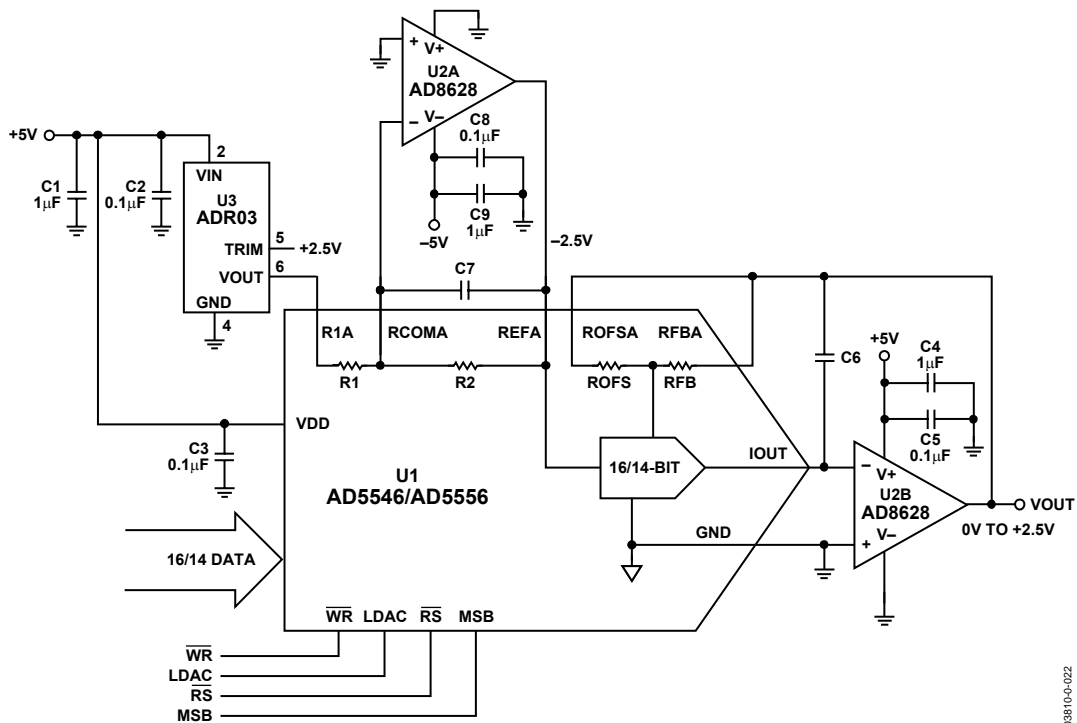 +
V+
U2A
AD8628
V–
–
+5V
2
VIN
U3
ADR03
TRIM
5
+2.5V
VOUT
6
GND
4
C1
1μF
C2
0.1μF
C8
0.1μF
C9
1μF
–5V
–2.5V
C7
R1A
RCOMA
REFA
ROFSA
RFBA
R1
R2
ROFS
RFB
C6
+5V
C4
1μF
C5
0.1μF
VDD
C3
0.1μF
U1
AD5546/AD5556
16/14-BIT
IOUT
GND
–
V+
U2B
AD8628
+
V–
VOUT
0V TO +2.5V
16/14 DATA
WR LDAC RS MSB
WR
LDAC
RS
MSB
03810-0-022